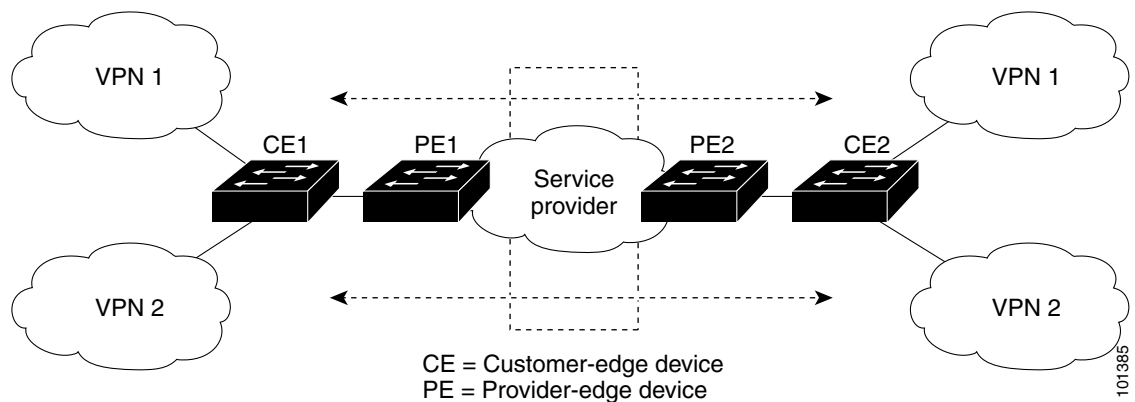 VPN 1
VPN 1
CE1
PE1
PE2
CE2
Service
provider
VPN 2
VPN 2
CE = Customer-edge device
PE = Provider-edge device
101385